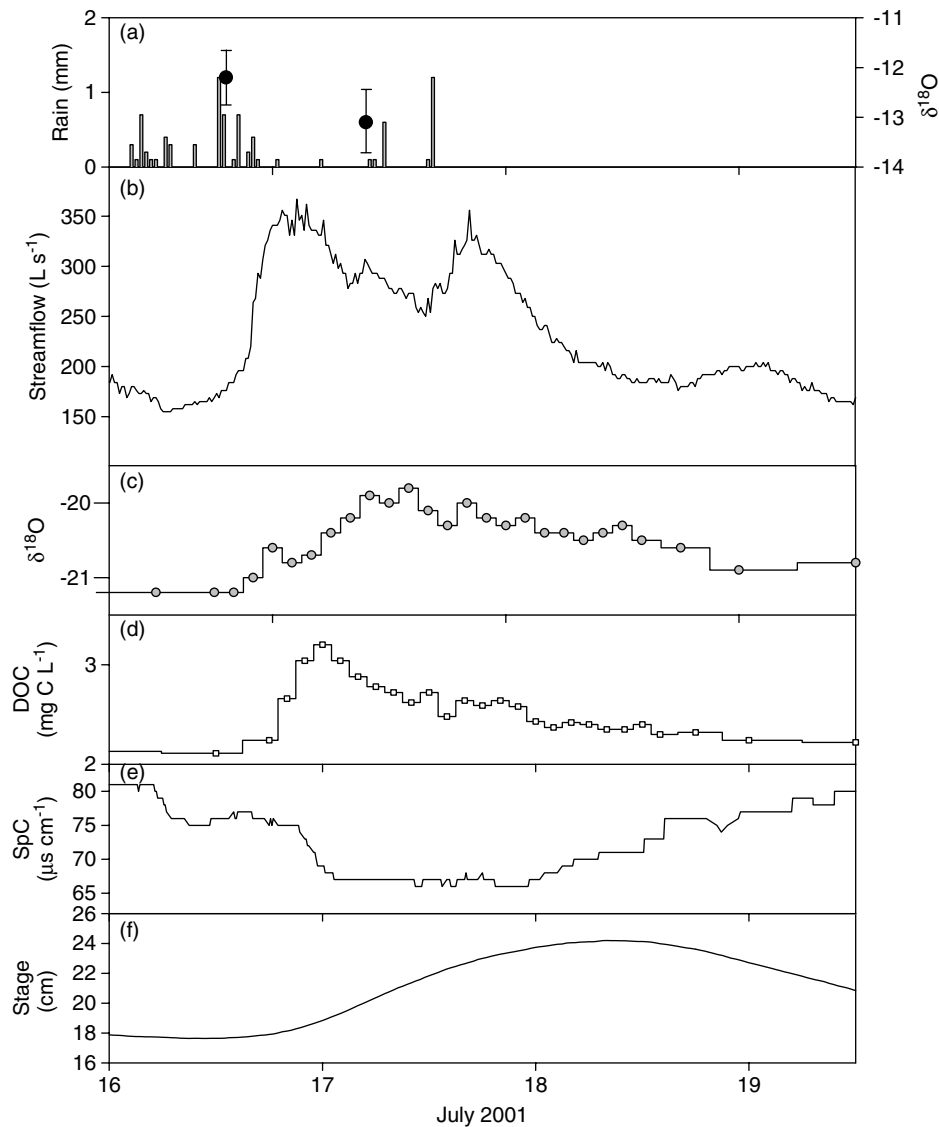 (a)
2
1
0
Rain (mm)
-11
-12
-13
-14
δ18O
(b)
350
300
250
200
150
Streamflow (L s-1)
(c)
-20
-21
δ18O
(d)
3
2
DOC
(mg C L-1)
(e)
80
75
70
65
SpC
(μs cm-1)
(f)
26
24
22
20
18
16
Stage
(cm)
16
17
18
19
July 2001